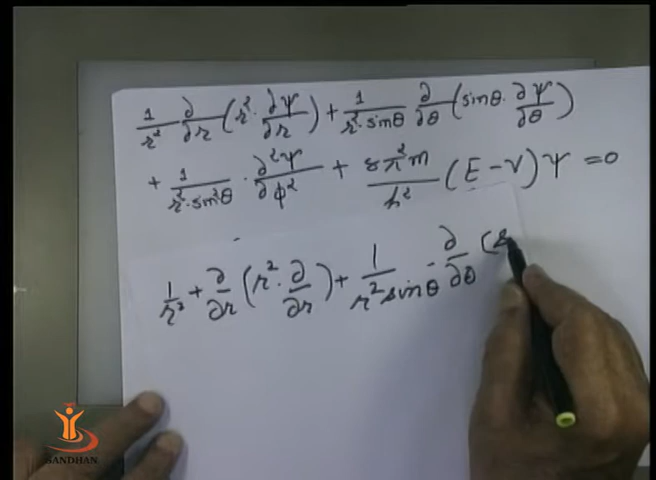 1/r² ∂/∂r (r² · ∂Ψ/∂r) + 1/r²·sinθ ∂/∂θ (sinθ · ∂Ψ/∂θ)
+ 1/r²·sin²θ · ∂²Ψ/∂φ² + 8π²m/h² (E – V) Ψ = 0
1/r² + ∂/∂r (r² · ∂/∂r) + 1/r² sinθ · ∂/∂θ (s
SANDHAN